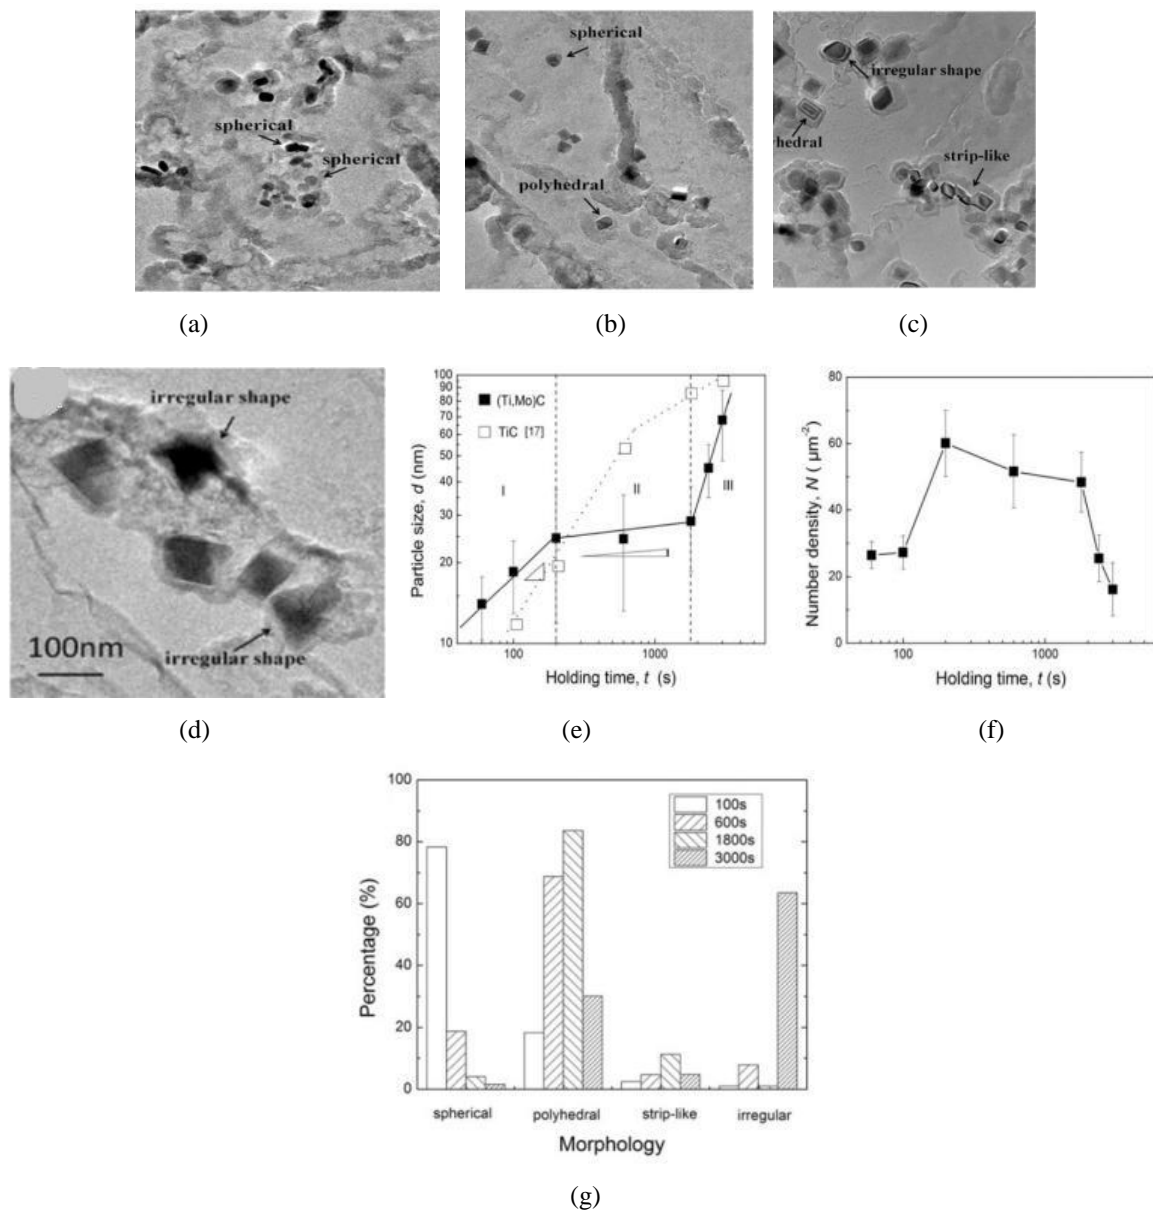 spherical
spherical
(a)
spherical
polyhedral
(b)
irregular shape
rhedral
strip-like
(c)
irregular shape
irregular shape
100nm
(d)
100
90
80
70
60
50
40
30
20
10
(Ti,Mo)C
TiC [17]
I
II
III
1
1
Particle size, d (nm)
100
1000
Holding time, t (s)
(e)
80
60
40
20
0
Number density, N ( μm⁻²)
100
1000
Holding time, t (s)
(f)
100
80
60
40
20
0
100s
600s
1800s
3000s
Percentage (%)
spherical polyhedral strip-like irregular
Morphology
(g)